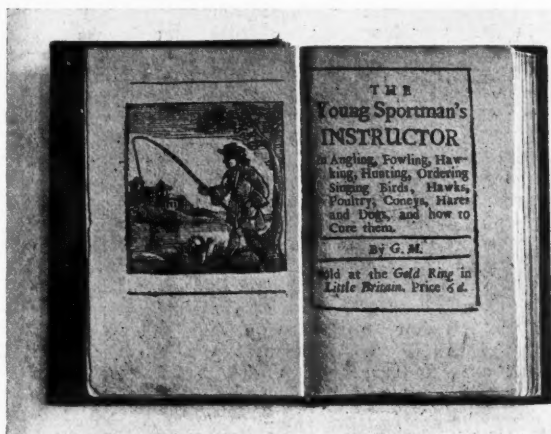 THE
Young Sportman's
INSTRUCTOR
In Angling, Fowling, Haw-
king, Hunting, Ordering
Singing Birds, Hawks,
Poultry, Coneys, Hares
and Dogs, and how to
Cure them.
By G. M.
Sold at the Gold Ring in
Little Britain. Price 6 d.